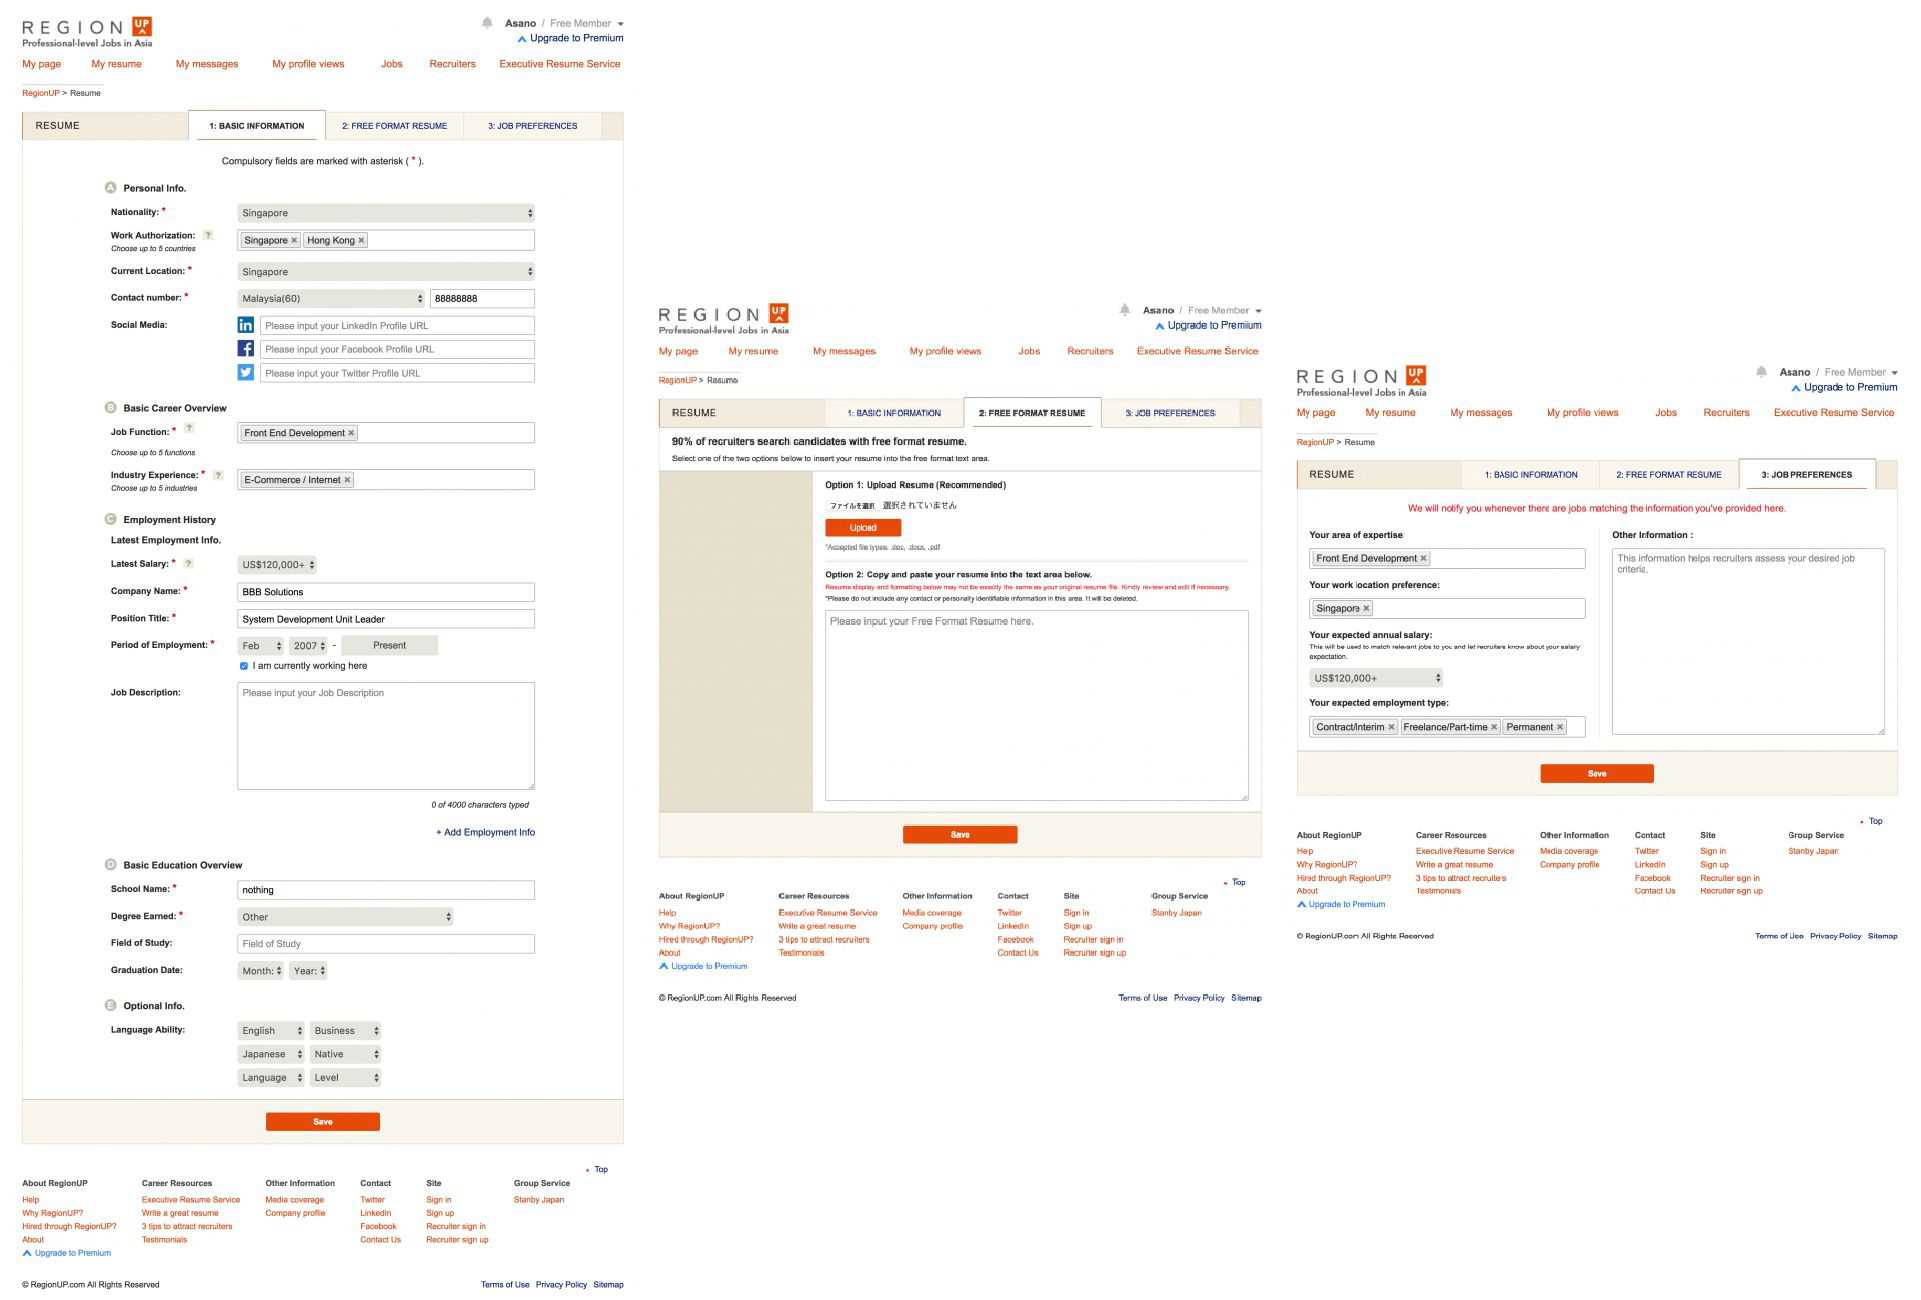 REGION UP
Professional-level Jobs in Asia
Asano / Free Member
Upgrade to Premium
My page My resume My messages My profile views Jobs Recruiters Executive Resume Service
RegionUP > Resume
RESUME 1: BASIC INFORMATION 2: FREE FORMAT RESUME 3: JOB PREFERENCES
Compulsory fields are marked with asterisk ( * ).
A Personal Info.
Nationality: * Singapore
Work Authorization: ? Singapore × Hong Kong ×
Choose up to 5 countries
Current Location: * Singapore
Contact number: * Malaysia(60) 88888888
Social Media: in Please input your LinkedIn Profile URL
f Please input your Facebook Profile URL
Please input your Twitter Profile URL
B Basic Career Overview
Job Function: * ? Front End Development ×
Choose up to 5 functions
Industry Experience: * ? E-Commerce / Internet ×
Choose up to 5 industries
C Employment History
Latest Employment Info.
Latest Salary: * ? US$120,000+
Company Name: * BBB Solutions
Position Title: * System Development Unit Leader
Period of Employment: * Feb 2007 - Present
I am currently working here
Job Description: Please input your Job Description
0 of 4000 characters typed
+ Add Employment Info
D Basic Education Overview
School Name: * nothing
Degree Earned: * Other
Field of Study: Field of Study
Graduation Date: Month: Year:
E Optional Info.
Language Ability: English Business
Japanese Native
Language Level
Save
Top
About RegionUP Career Resources Other Information Contact Site Group Service
Help Executive Resume Service Media coverage Twitter Sign in Stanby Japan
Why RegionUP? Write a great resume Company profile LinkedIn Sign up
Hired through RegionUP? 3 tips to attract recruiters Facebook Recruiter sign in
About Testimonials Contact Us Recruiter sign up
Upgrade to Premium
© RegionUP.com All Rights Reserved Terms of Use Privacy Policy Sitemap
REGION UP
Professional-level Jobs in Asia
Asano / Free Member
Upgrade to Premium
My page My resume My messages My profile views Jobs Recruiters Executive Resume Service
RegionUP > Resume
RESUME 1: BASIC INFORMATION 2: FREE FORMAT RESUME 3: JOB PREFERENCES
90% of recruiters search candidates with free format resume.
Select one of the two options below to insert your resume into the free format text area.
Option 1: Upload Resume (Recommended)
ファイルを選択 選択されていません
Upload
*Accepted file types: .doc, .docx, .pdf
Option 2: Copy and paste your resume into the text area below.
Resume display and formatting below may not be exactly the same as your original resume file. Kindly review and edit if necessary.
*Please do not include any contact or personally identifiable information in this area. It will be deleted.
Please input your Free Format Resume here.
Save
Top
About RegionUP Career Resources Other Information Contact Site Group Service
Help Executive Resume Service Media coverage Twitter Sign in Stanby Japan
Why RegionUP? Write a great resume Company profile LinkedIn Sign up
Hired through RegionUP? 3 tips to attract recruiters Facebook Recruiter sign in
About Testimonials Contact Us Recruiter sign up
Upgrade to Premium
© RegionUP.com All Rights Reserved Terms of Use Privacy Policy Sitemap
REGION UP
Professional-level Jobs in Asia
Asano / Free Member
Upgrade to Premium
My page My resume My messages My profile views Jobs Recruiters Executive Resume Service
RegionUP > Resume
RESUME 1: BASIC INFORMATION 2: FREE FORMAT RESUME 3: JOB PREFERENCES
We will notify you whenever there are jobs matching the information you've provided here.
Your area of expertise
Front End Development ×
Your work location preference:
Singapore ×
Your expected annual salary:
This will be used to match relevant jobs to you and let recruiters know about your salary
expectation.
US$120,000+
Your expected employment type:
Contract/Interim × Freelance/Part-time × Permanent ×
Other Information :
This information helps recruiters assess your desired job
criteria.
Save
Top
About RegionUP Career Resources Other Information Contact Site Group Service
Help Executive Resume Service Media coverage Twitter Sign in Stanby Japan
Why RegionUP? Write a great resume Company profile LinkedIn Sign up
Hired through RegionUP? 3 tips to attract recruiters Facebook Recruiter sign in
About Testimonials Contact Us Recruiter sign up
Upgrade to Premium
© RegionUP.com All Rights Reserved Terms of Use Privacy Policy Sitemap